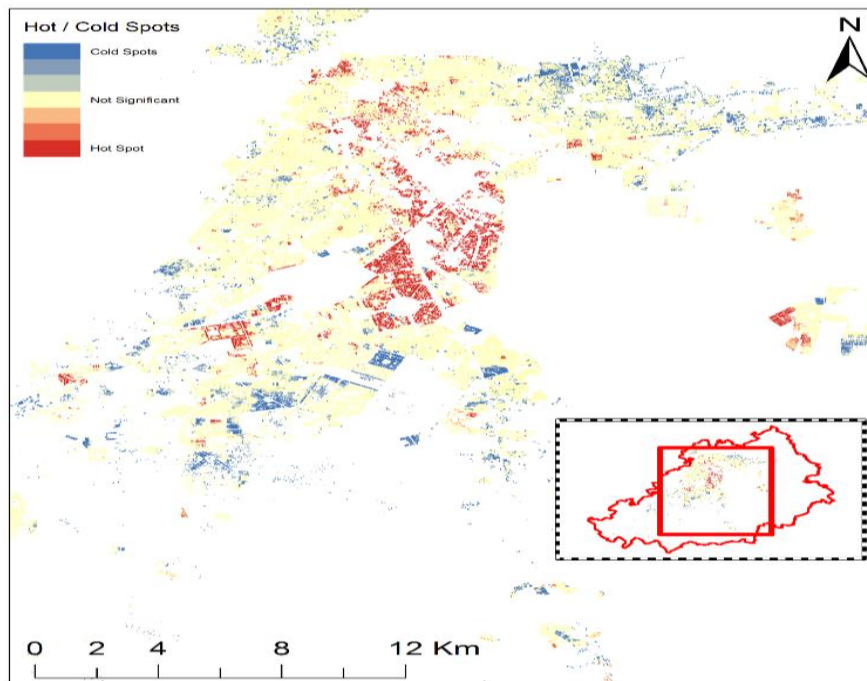 Hot / Cold Spots
Cold Spots
Not Significant
Hot Spot
N
0 2 4 8 12 Km